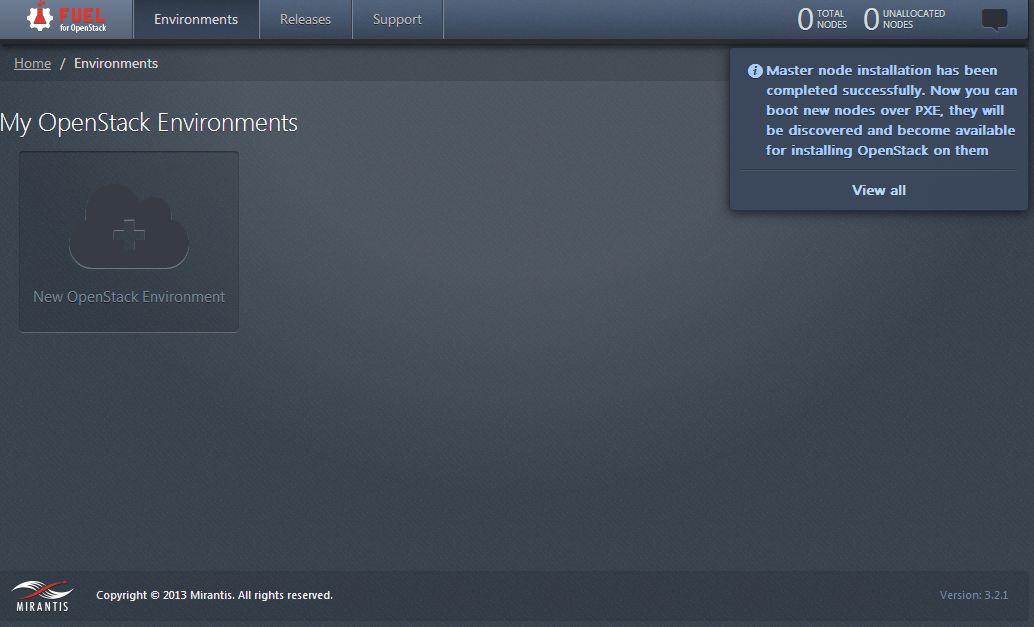 FUEL
for OpenStack
Environments
Releases
Support
0 TOTAL NODES
0 UNALLOCATED NODES
Home / Environments
Master node installation has been
completed successfully. Now you can
boot new nodes over PXE, they will
be discovered and become available
for installing OpenStack on them
View all
My OpenStack Environments
New OpenStack Environment
MIRANTIS
Copyright © 2013 Mirantis. All rights reserved.
Version: 3.2.1